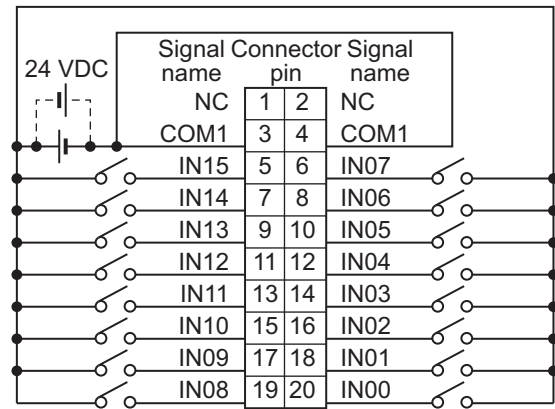 Signal Connector Signal
24 VDC name pin name
NC 1 2 NC
COM1 3 4 COM1
IN15 5 6 IN07
IN14 7 8 IN06
IN13 9 10 IN05
IN12 11 12 IN04
IN11 13 14 IN03
IN10 15 16 IN02
IN09 17 18 IN01
IN08 19 20 IN00